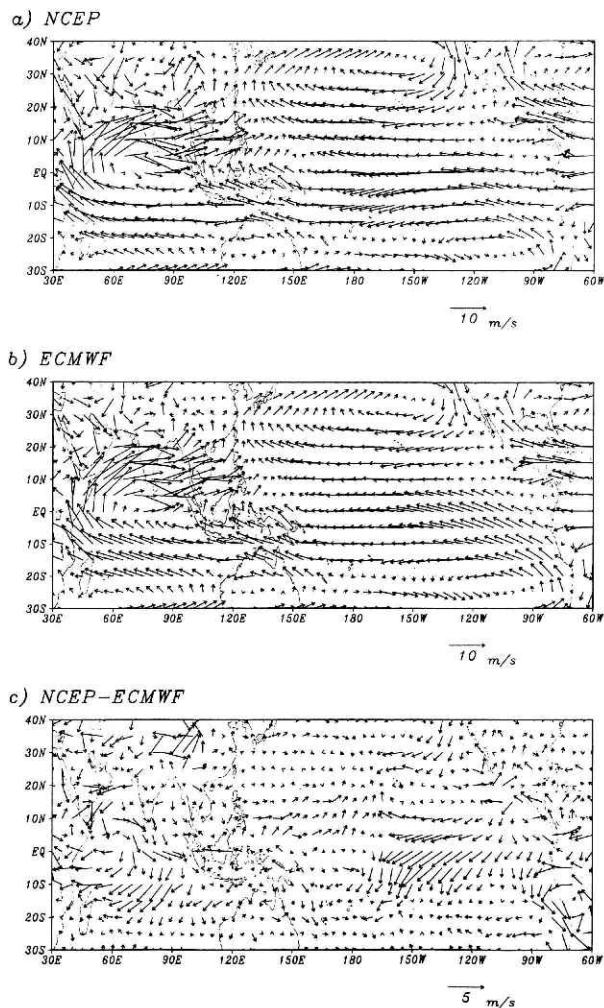 a) NCEP
40N
30N
20N
10N
EQ
10S
20S
30S
30E 60E 90E 120E 150E 180 150W 120W 90W 60W
10 m/s
b) ECMWF
40N
30N
20N
10N
EQ
10S
20S
30S
30E 60E 90E 120E 150E 180 150W 120W 90W 60W
10 m/s
c) NCEP-ECMWF
40N
30N
20N
10N
EQ
10S
20S
30S
30E 60E 90E 120E 150E 180 150W 120W 90W 60W
5 m/s